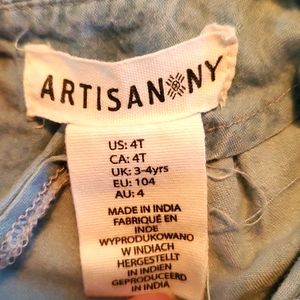 ARTISAN NY
US: 4T
CA: 4T
UK: 3-4yrs
EU: 104
AU: 4
MADE IN INDIA
FABRIQUÉ EN
INDE
WYPRODUKOWANO
W INDIACH
HERGESTELLT
IN INDIEN
GEPRODUCEERD
IN INDIA